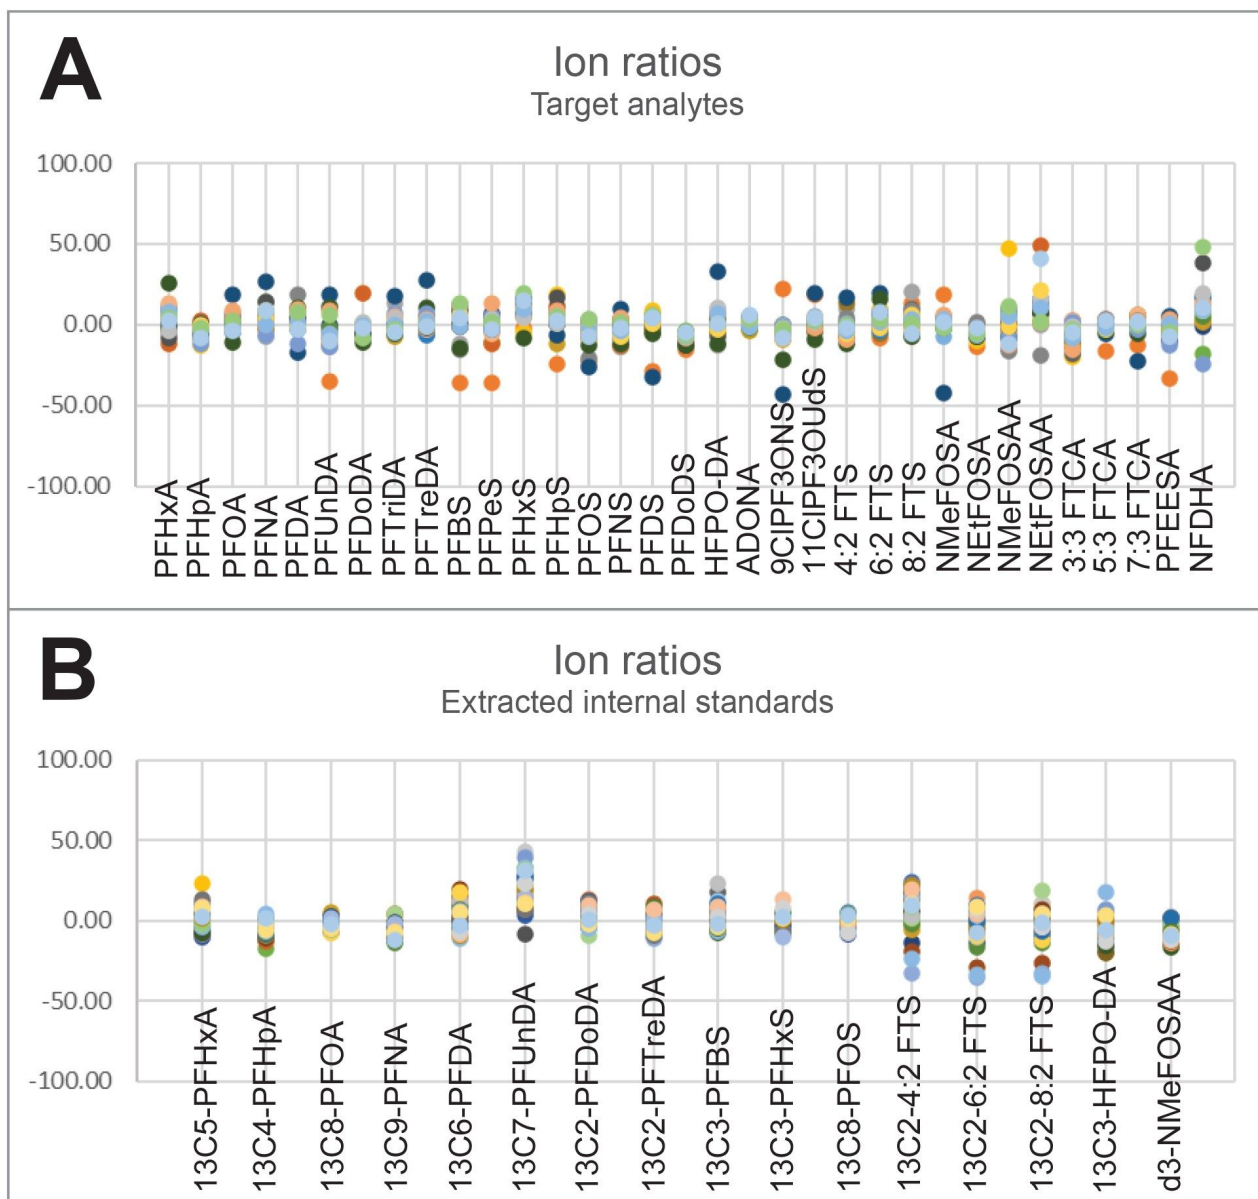 A
Ion ratios
Target analytes
100.00
50.00
0.00
-50.00
-100.00
PFHxA
PFHpA
PFOA
PFNA
PFDA
PFUnDA
PFDoDA
PFTriDA
PFTreDA
PFBS
PFPeS
PFHxS
PFHpS
PFOS
PFNS
PFDS
PFDoDS
HFPO-DA
ADONA
9ClPF3ONS
11ClPF3OUdS
4:2 FTS
6:2 FTS
8:2 FTS
NMeFOSA
NEtFOSA
NMeFOSAA
NEtFOSAA
3:3 FTCA
5:3 FTCA
7:3 FTCA
PFEESA
NFDHA
B
Ion ratios
Extracted internal standards
100.00
50.00
0.00
-50.00
-100.00
13C5-PFHxA
13C4-PFHpA
13C8-PFOA
13C9-PFNA
13C6-PFDA
13C7-PFUnDA
13C2-PFDoDA
13C2-PFTreDA
13C3-PFBS
13C3-PFHxS
13C8-PFOS
13C2-4:2 FTS
13C2-6:2 FTS
13C2-8:2 FTS
13C3-HFPO-DA
d3-NMeFOSAA